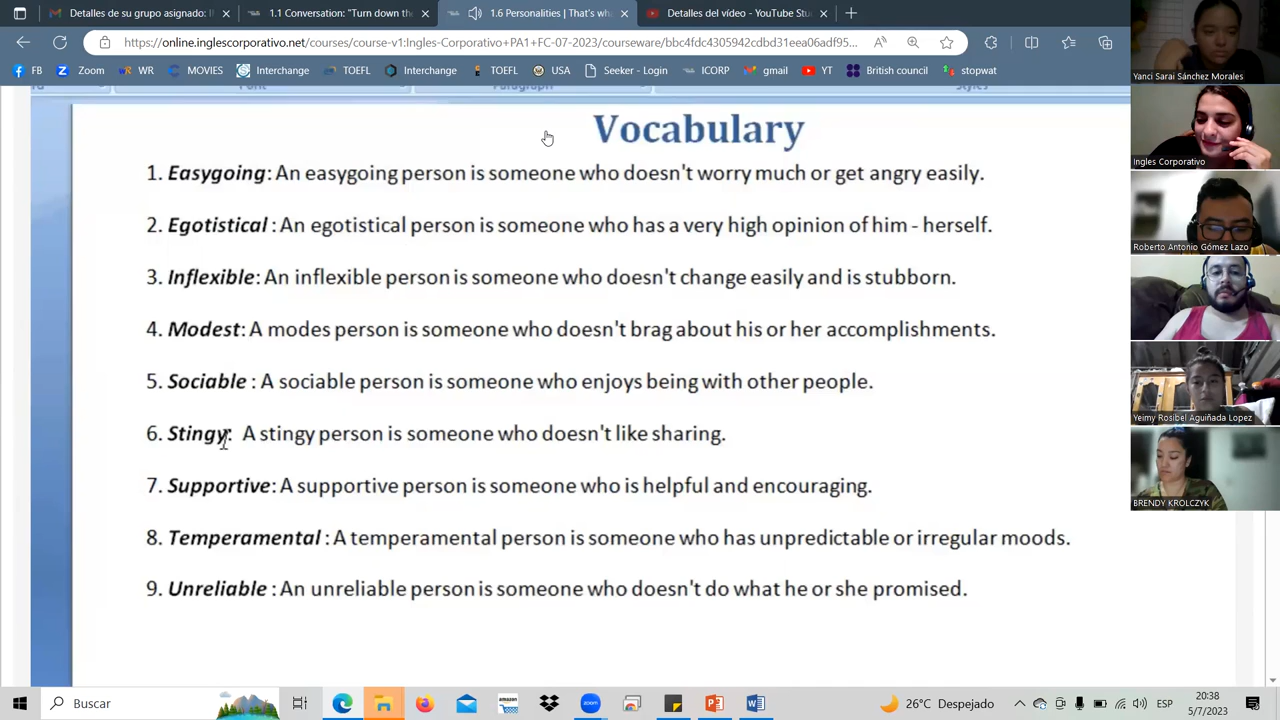 Detalles de su grupo asignado: In
1.1 Conversation: "Turn down the
1.6 Personalities | That's wha
Detalles del vídeo - YouTube Stu
https://online.inglescorporativo.net/courses/course-v1:Ingles-Corporativo+PA1+FC-07-2023/courseware/bbc4fdc4305942cdbd31eea06adf95...
FB Zoom WR MOVIES Interchange TOEFL Interchange TOEFL USA Seeker - Login ICORP gmail YT British council stopwat
Font Paragraph Styles
Vocabulary
1. Easygoing: An easygoing person is someone who doesn't worry much or get angry easily.
2. Egotistical : An egotistical person is someone who has a very high opinion of him - herself.
3. Inflexible: An inflexible person is someone who doesn't change easily and is stubborn.
4. Modest: A modes person is someone who doesn't brag about his or her accomplishments.
5. Sociable : A sociable person is someone who enjoys being with other people.
6. Stingy: A stingy person is someone who doesn't like sharing.
7. Supportive: A supportive person is someone who is helpful and encouraging.
8. Temperamental : A temperamental person is someone who has unpredictable or irregular moods.
9. Unreliable : An unreliable person is someone who doesn't do what he or she promised.
Yanci Sarai Sánchez Morales
Ingles Corporativo
Roberto Antonio Gómez Lazo
Yeimy Rosibel Aguiñada Lopez
BRENDY KROLCZYK
Buscar
amazon
26°C Despejado
ESP
20:38
5/7/2023